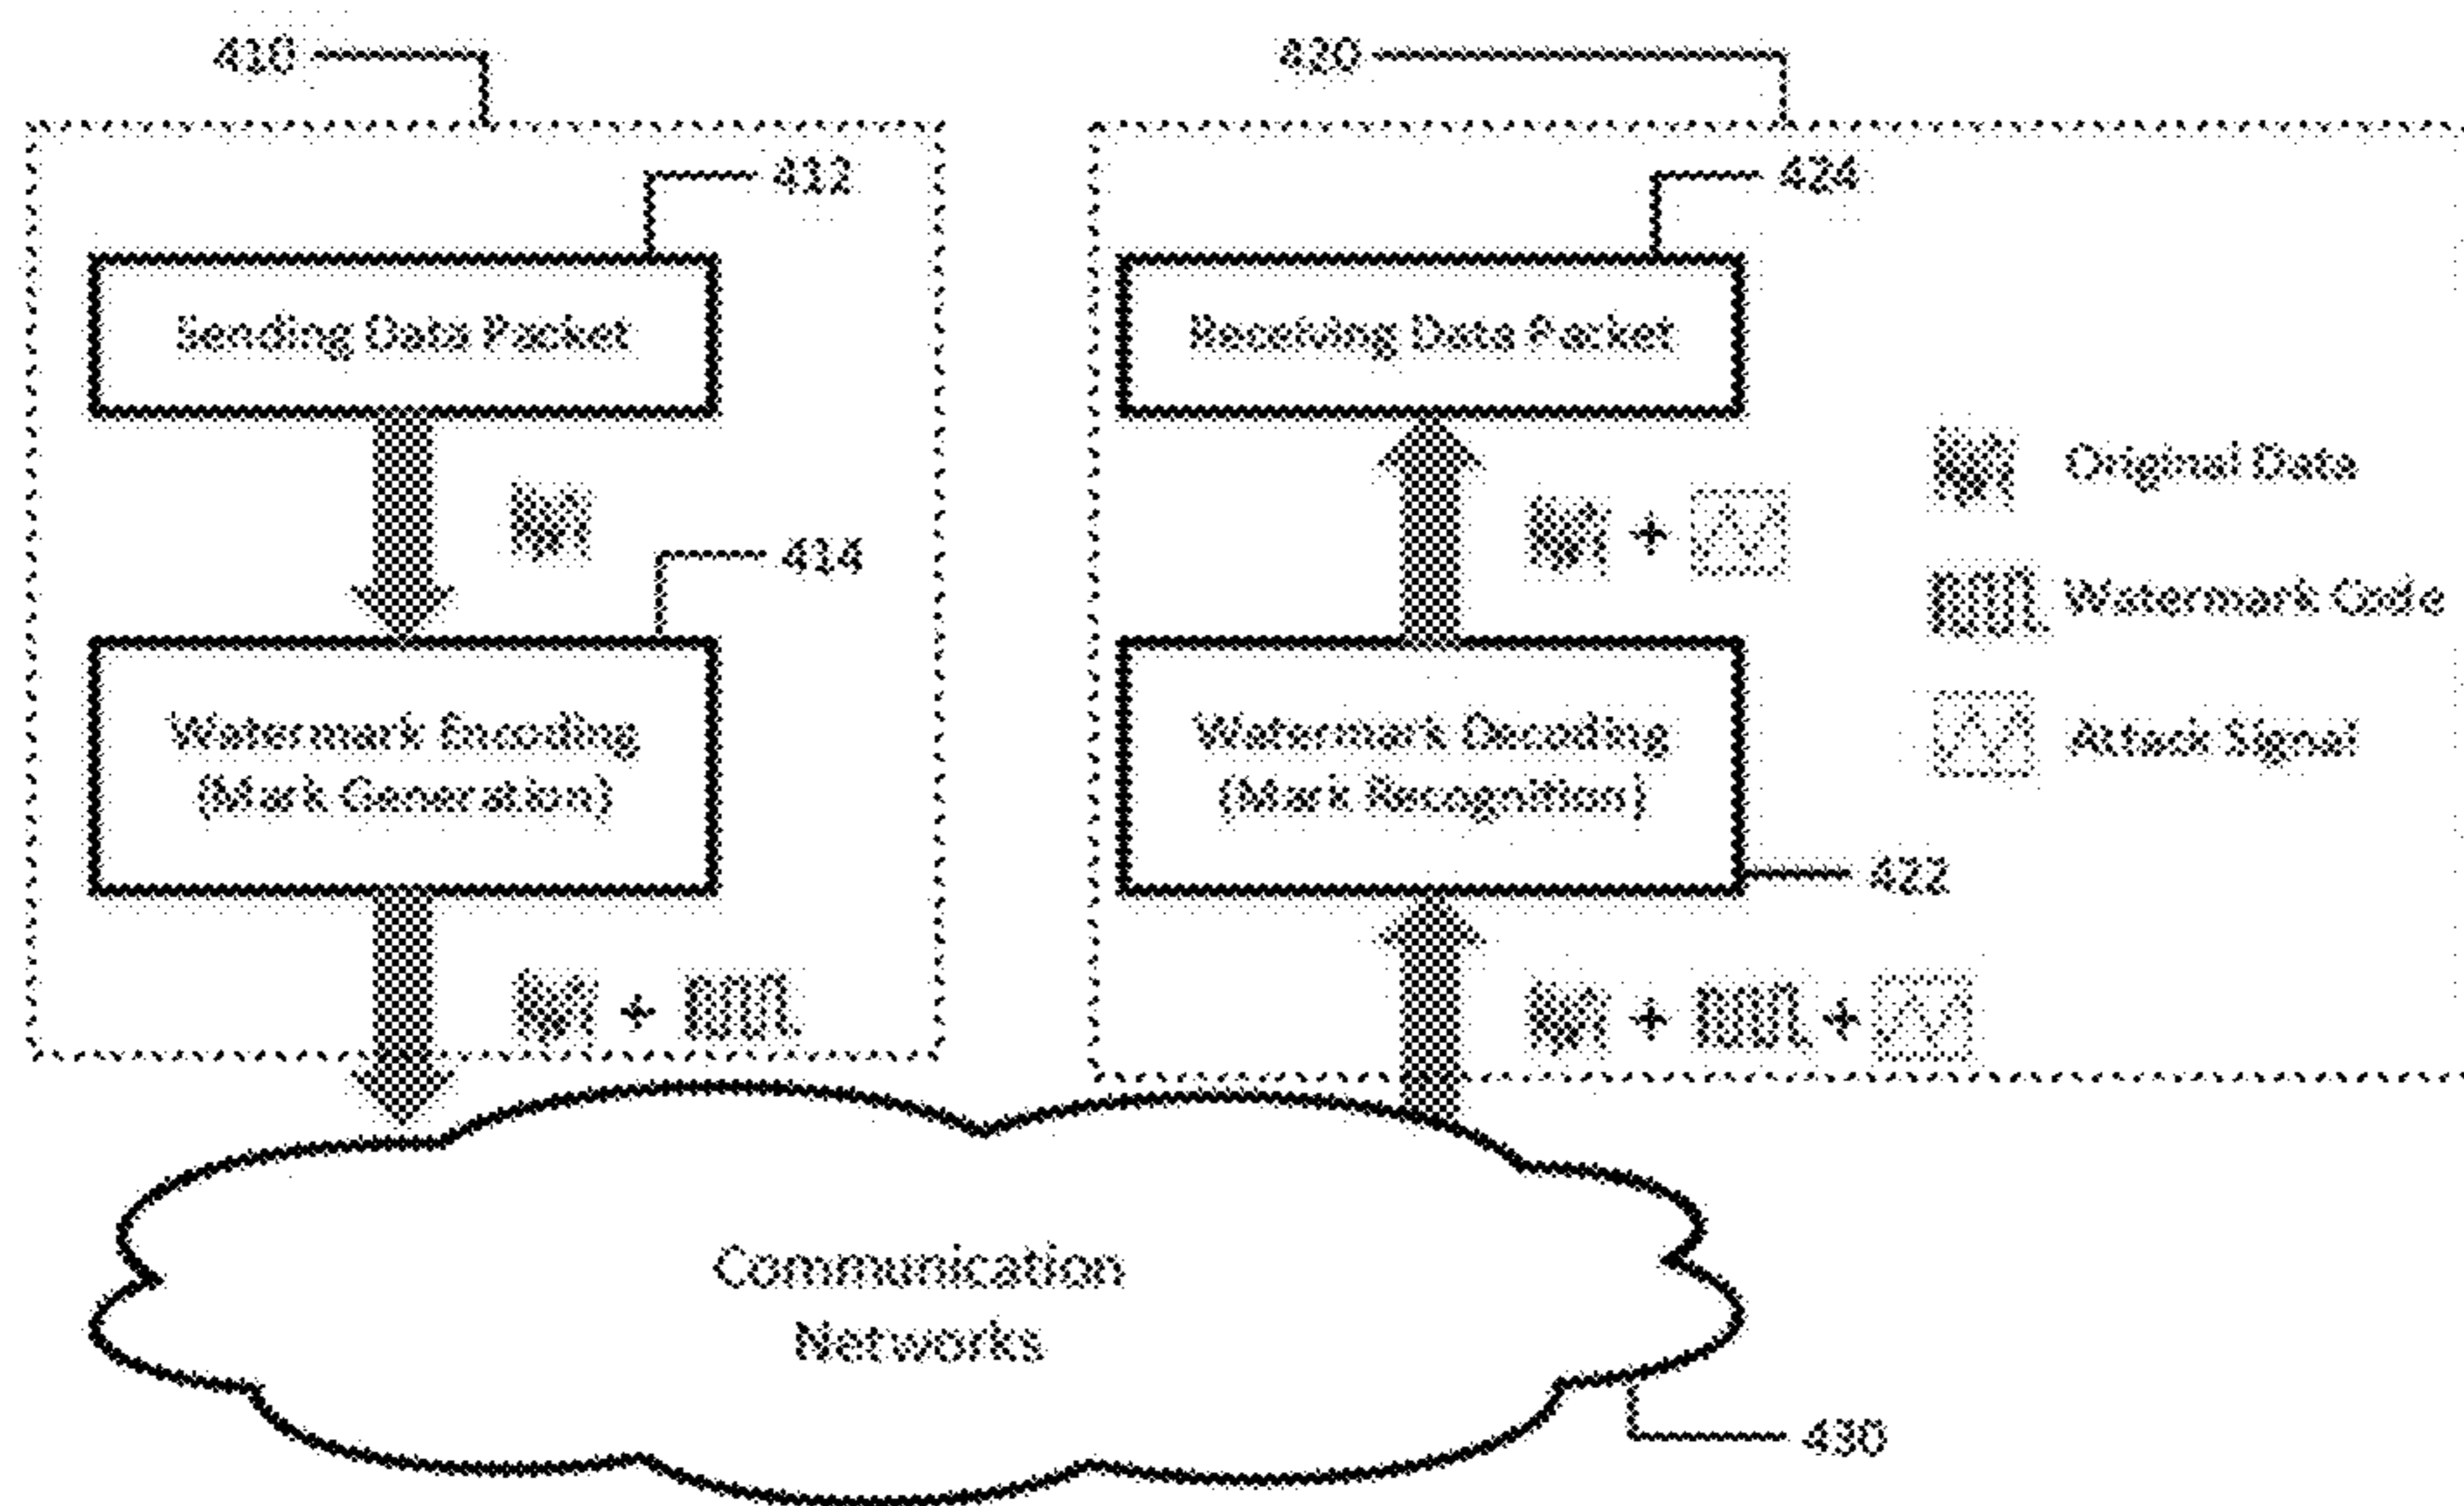 410
430
412
424
Sending Data Packet
Receiving Data Packet
Original Data
414
Watermark Code
Watermark Encoding
(Mark Generation)
Watermark Decoding
(Mark Recognition)
Attack Signal
422
+
+
+ +
Communication
Networks
430